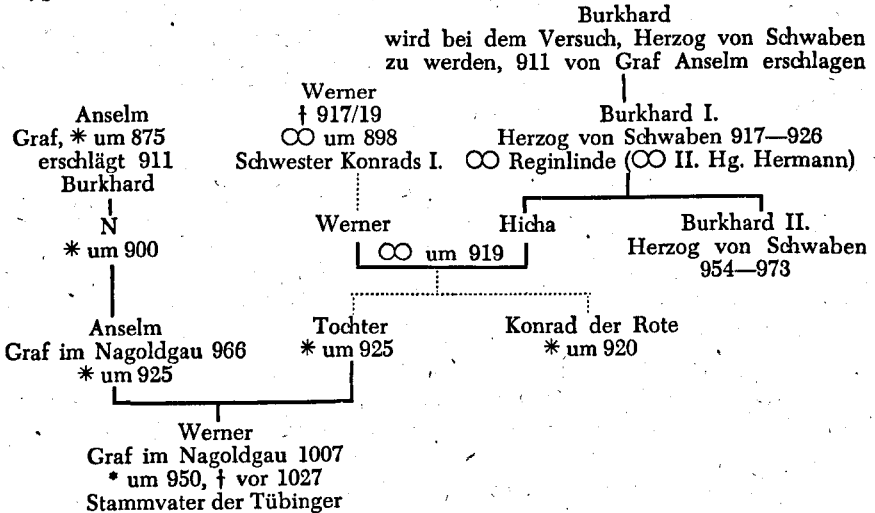 Burkhard
wird bei dem Versuch, Herzog von Schwaben
zu werden, 911 von Graf Anselm erschlagen
Werner
† 917/19
∞ um 898
Schwester Konrads I.
Anselm
Graf, * um 875
erschlägt 911
Burkhard
Burkhard I.
Herzog von Schwaben 917—926
∞ Reginlinde (∞ II. Hg. Hermann)
N
* um 900
Werner
Hicha
∞ um 919
Burkhard II.
Herzog von Schwaben
954—973
Anselm
Graf im Nagoldgau 966
* um 925
Tochter
* um 925
Konrad der Rote
* um 920
Werner
Graf im Nagoldgau 1007
* um 950, † vor 1027
Stammvater der Tübinger